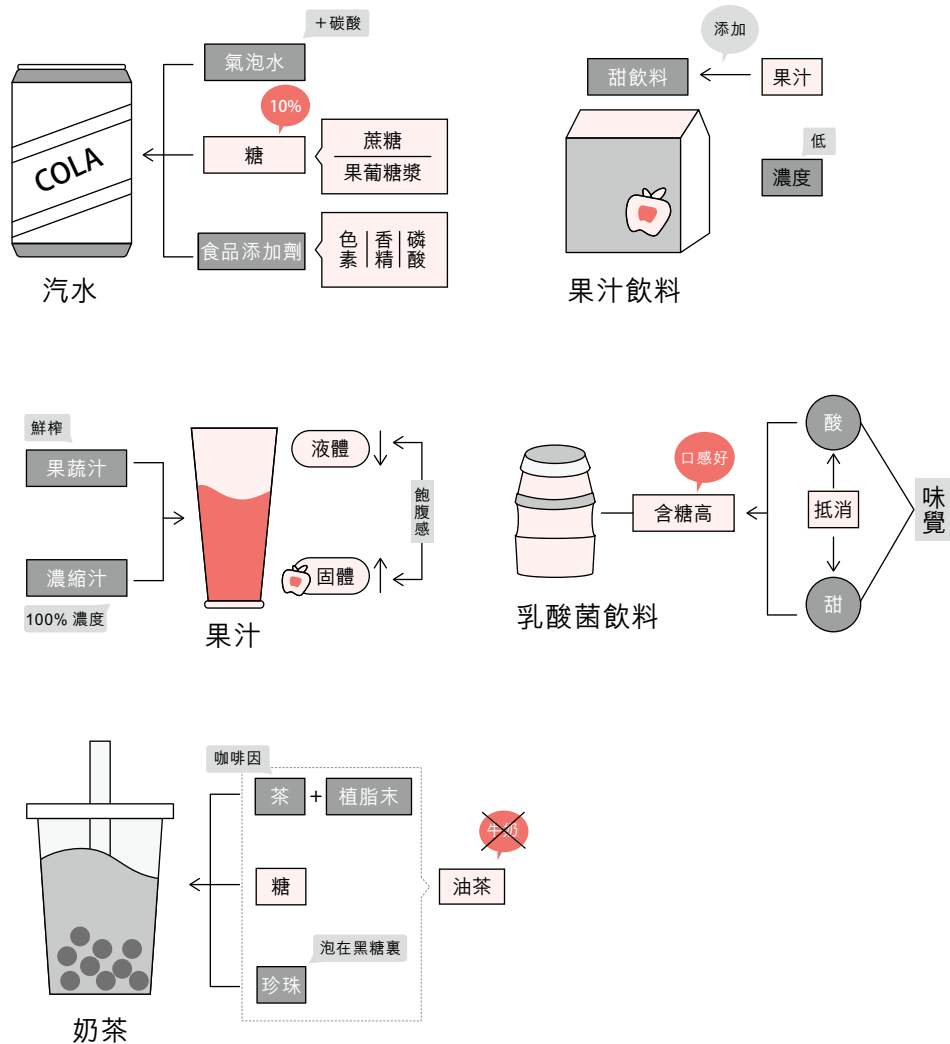 ＋碳酸
氣泡水
10%
糖
蔗糖
果葡糖漿
COLA
食品添加劑
色素
香精
磷酸
汽水
添加
甜飲料
果汁
低
濃度
果汁飲料
鮮榨
果蔬汁
濃縮汁
100% 濃度
液體
固體
飽腹感
果汁
口感好
含糖高
酸
抵消
甜
味覺
乳酸菌飲料
咖啡因
茶 + 植脂末
糖
泡在黑糖裏
珍珠
牛奶
油茶
奶茶